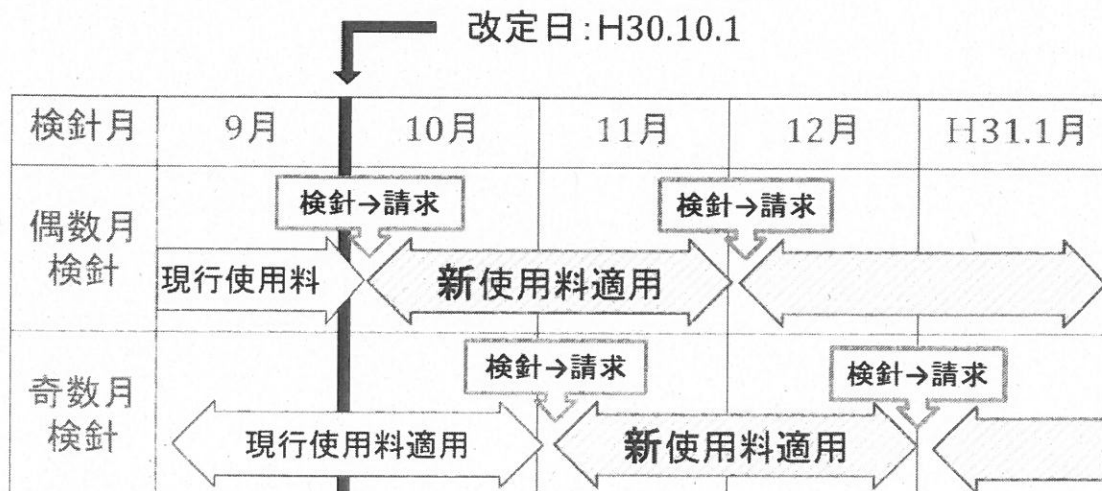 改定日:H30.10.1
検針月 9月 10月 11月 12月 H31.1月
偶数月
検針
検針→請求 検針→請求
現行使用料 新使用料適用
奇数月
検針
検針→請求 検針→請求
現行使用料適用 新使用料適用